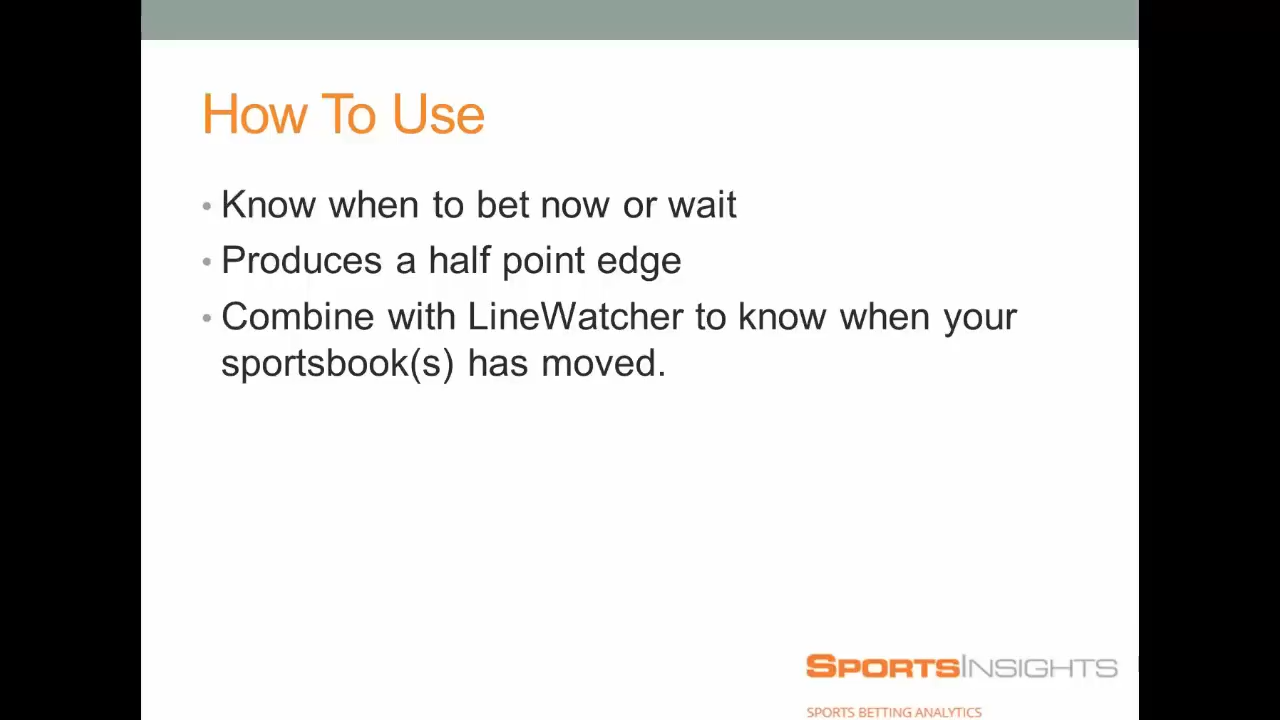 How To Use
• Know when to bet now or wait
• Produces a half point edge
• Combine with LineWatcher to know when your
sportsbook(s) has moved.
SPORTSINSIGHTS
SPORTS BETTING ANALYTICS